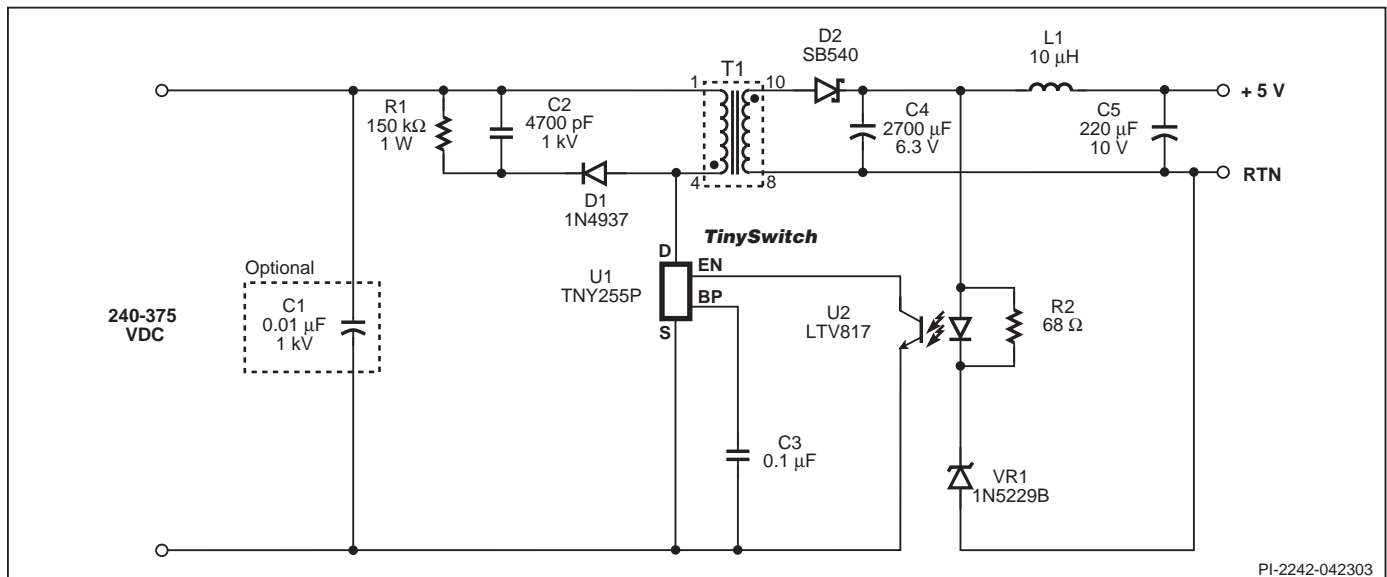 D2
SB540
L1
10 μH
T1
1
10
+ 5 V
R1
150 kΩ
1 W
C2
4700 pF
1 kV
C4
2700 μF
6.3 V
C5
220 μF
10 V
4
8
RTN
D1
1N4937
TinySwitch
D
EN
BP
S
U1
TNY255P
Optional
C1
0.01 μF
1 kV
240-375
VDC
U2
LTV817
R2
68 Ω
C3
0.1 μF
VR1
1N5229B
PI-2242-042303